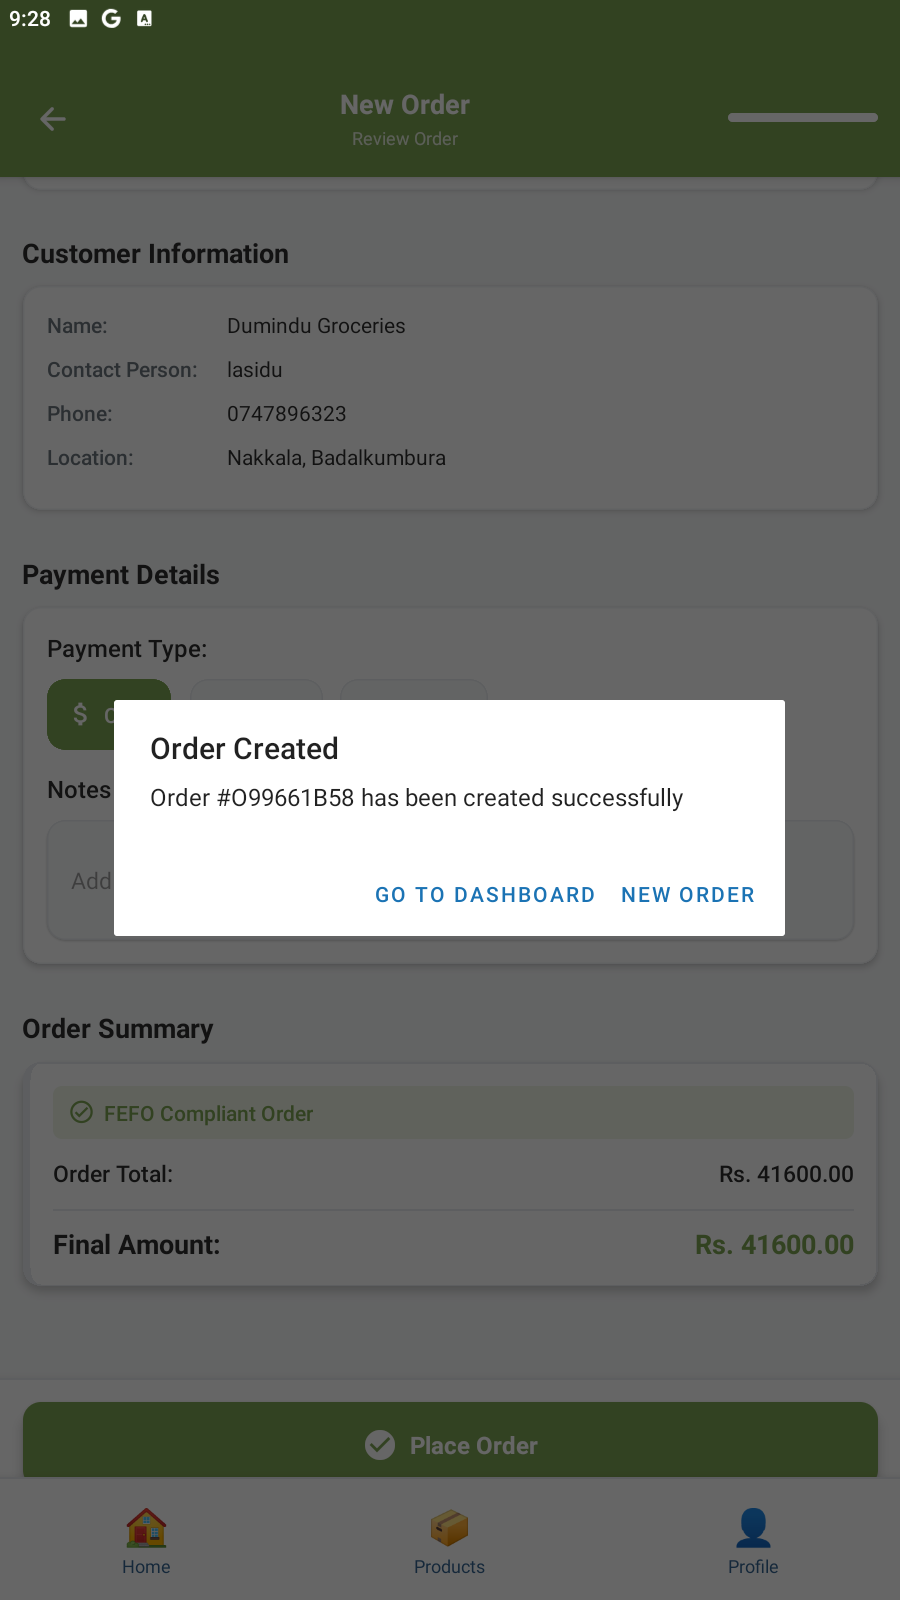 9:28
New Order
Review Order
Customer Information
Name: Dumindu Groceries
Contact Person: lasidu
Phone: 0747896323
Location: Nakkala, Badalkumbura
Payment Details
Payment Type:
$
Order Created
Order #O99661B58 has been created successfully
GO TO DASHBOARD NEW ORDER
Notes
Add
Order Summary
FEFO Compliant Order
Order Total: Rs. 41600.00
Final Amount: Rs. 41600.00
Place Order
Home Products Profile